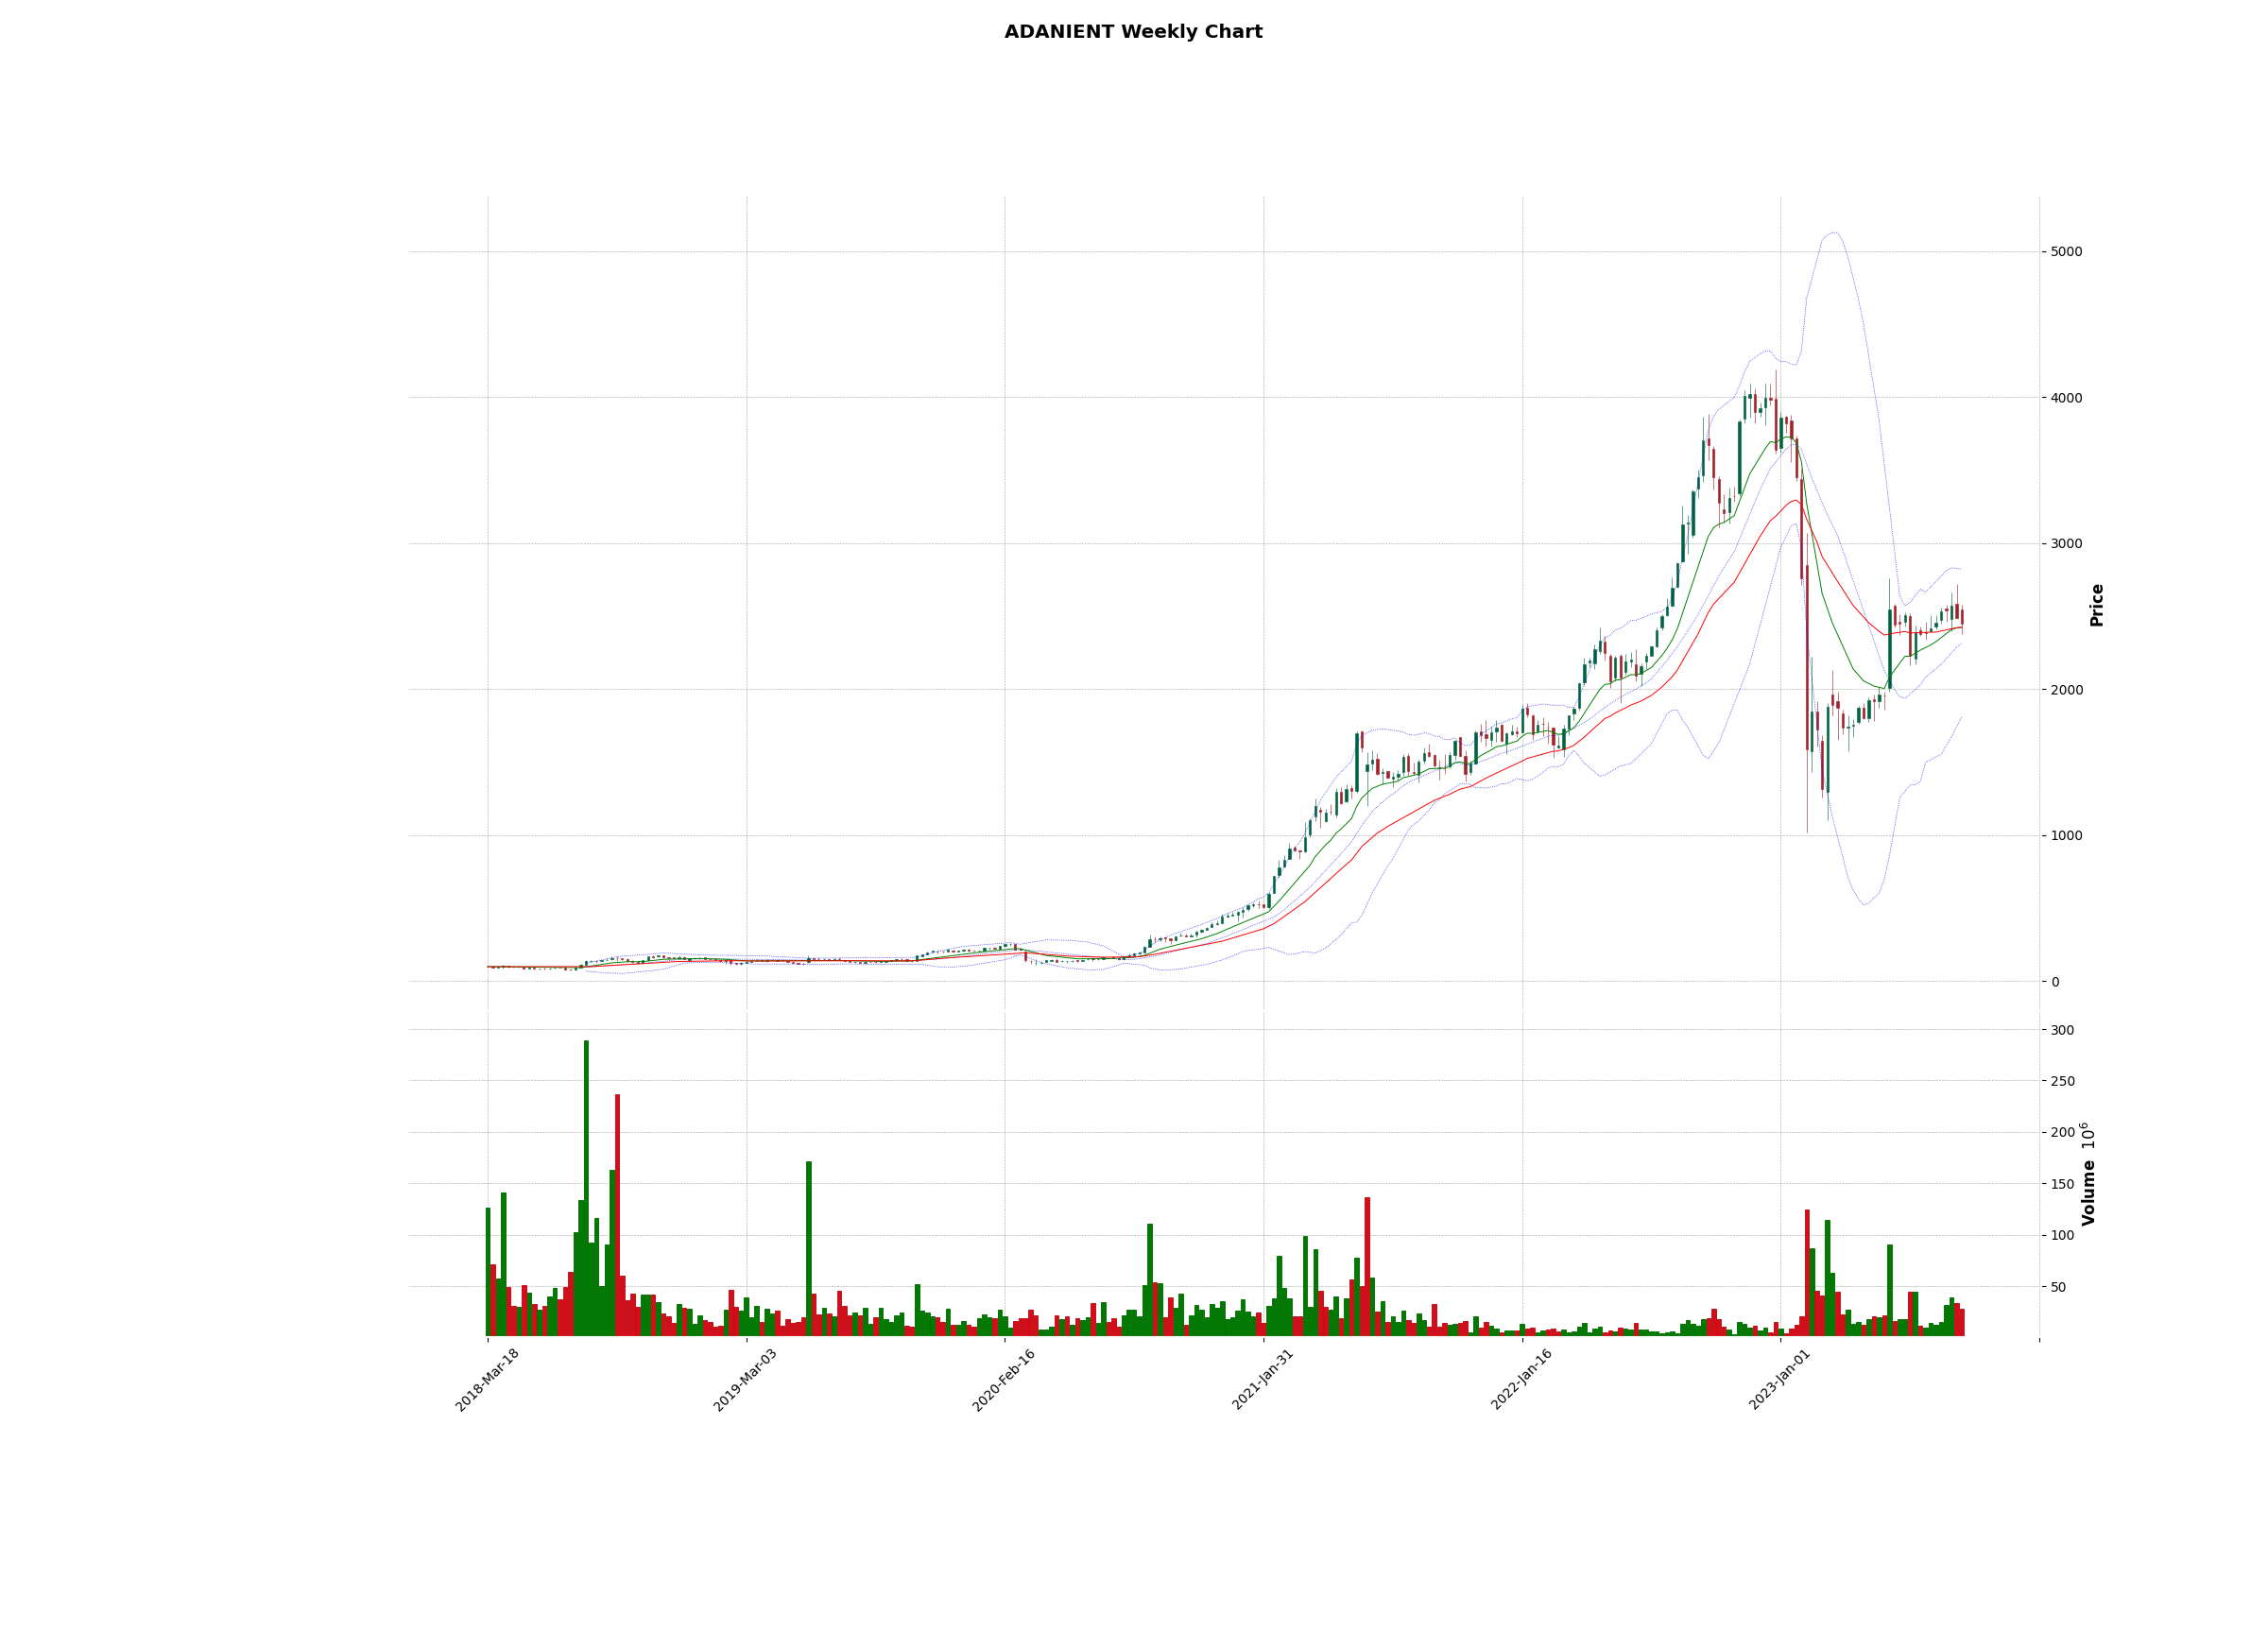 ADANIENT Weekly Chart
5000
4000
3000
2000
1000
0
Price
300
250
200
150
100
50
Volume 10^6
2018-Mar-18
2019-Mar-03
2020-Feb-16
2021-Jan-31
2022-Jan-16
2023-Jan-01